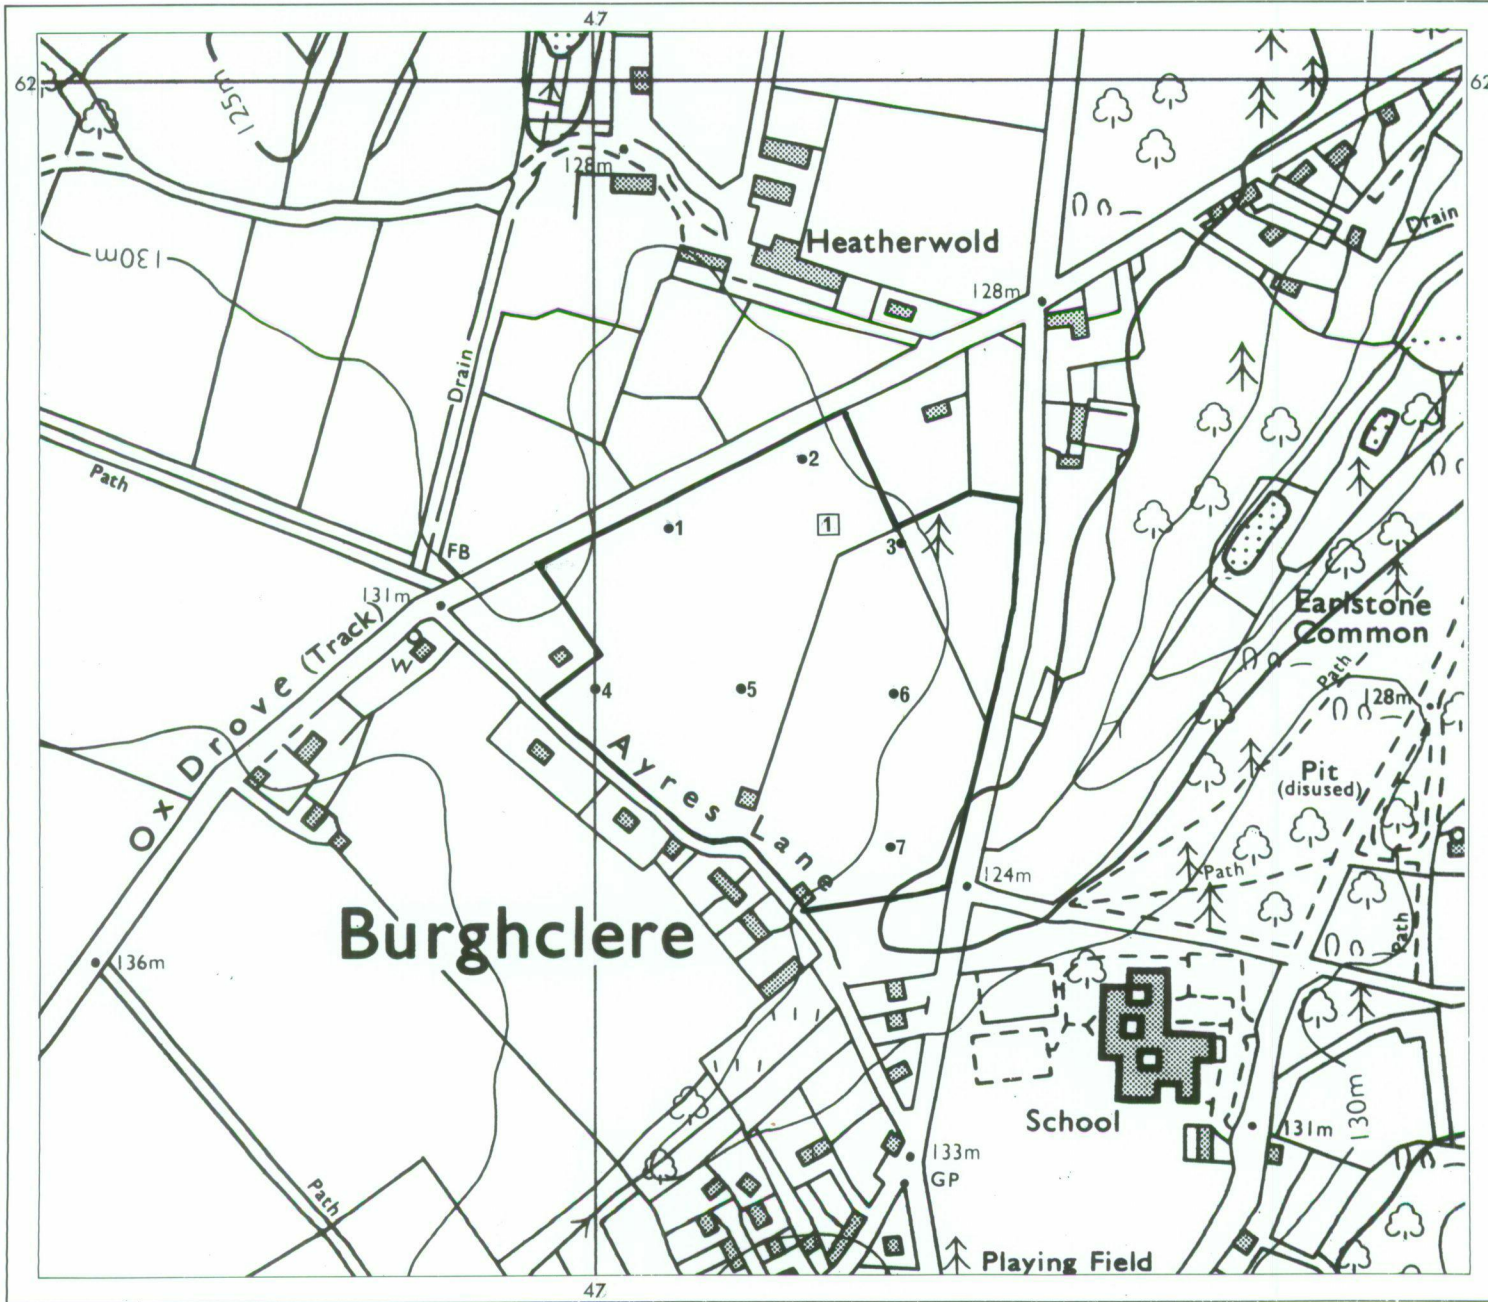 47
62
62
125m
128m
130m
Heatherwold
Drain
128m
Drain
Path
2
1
1
3
FB
131m
Earlstone
Common
Ox Drove (Track)
W
Path
4
5
6
128m
Ayres Lane
Pit
(disused)
7
Path
124m
Burghclere
Path
136m
School
131m
130m
133m
GP
Path
Playing Field
47